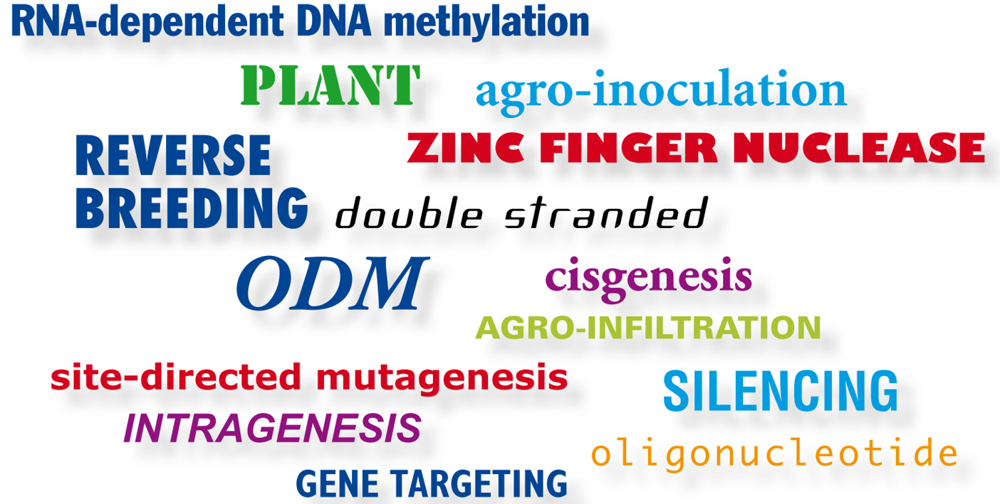 RNA-dependent DNA methylation
PLANT
agro-inoculation
REVERSE
BREEDING
ZINC FINGER NUCLEASE
double stranded
ODM
cisgenesis
AGRO-INFILTRATION
site-directed mutagenesis
SILENCING
INTRAGENESIS
oligonucleotide
GENE TARGETING